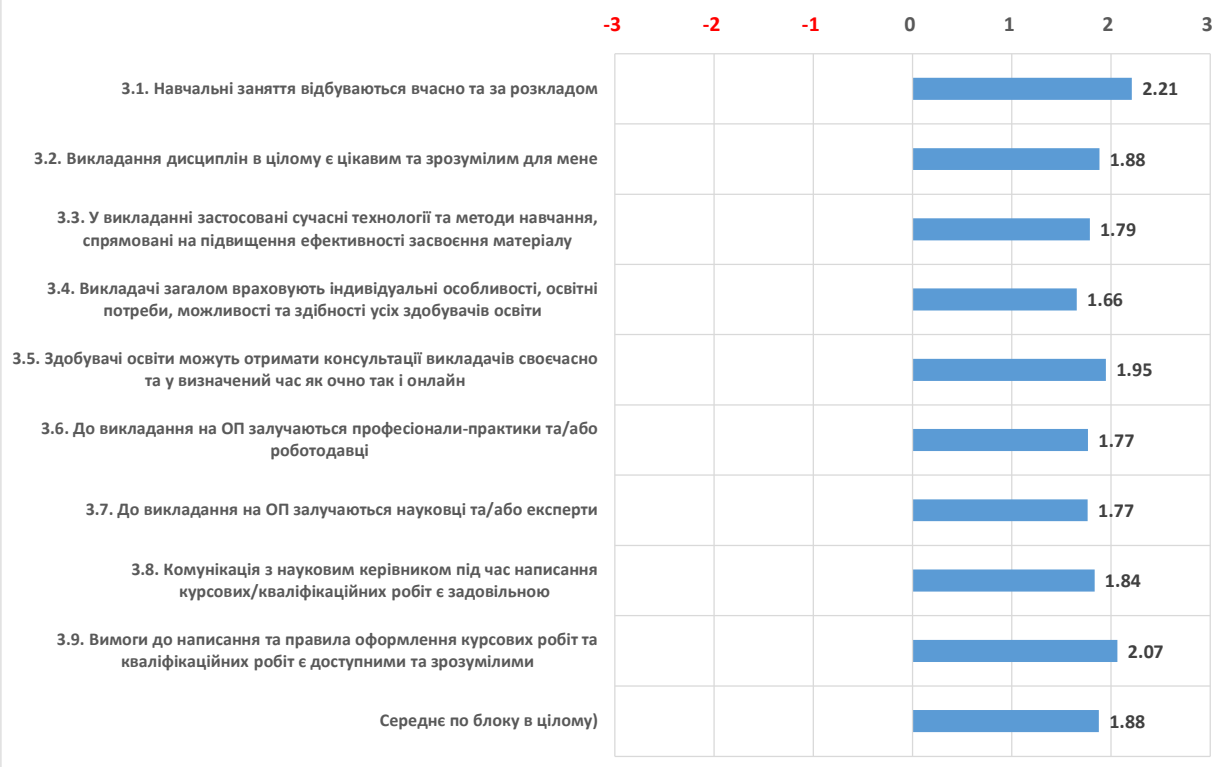 -3 -2 -1 0 1 2 3
3.1. Навчальні заняття відбуваються вчасно та за розкладом
2.21
3.2. Викладання дисциплін в цілому є цікавим та зрозумілим для мене
1.88
3.3. У викладанні застосовані сучасні технології та методи навчання,
спрямовані на підвищення ефективності засвоєння матеріалу
1.79
3.4. Викладачі загалом враховують індивідуальні особливості, освітні
потреби, можливості та здібності усіх здобувачів освіти
1.66
3.5. Здобувачі освіти можуть отримати консультації викладачів своєчасно
та у визначений час як очно так і онлайн
1.95
3.6. До викладання на ОП залучаються професіонали-практики та/або
роботодавці
1.77
3.7. До викладання на ОП залучаються науковці та/або експерти
1.77
3.8. Комунікація з науковим керівником під час написання
курсових/кваліфікаційних робіт є задовільною
1.84
3.9. Вимоги до написання та правила оформлення курсових робіт та
кваліфікаційних робіт є доступними та зрозумілими
2.07
Середнє по блоку в цілому)
1.88